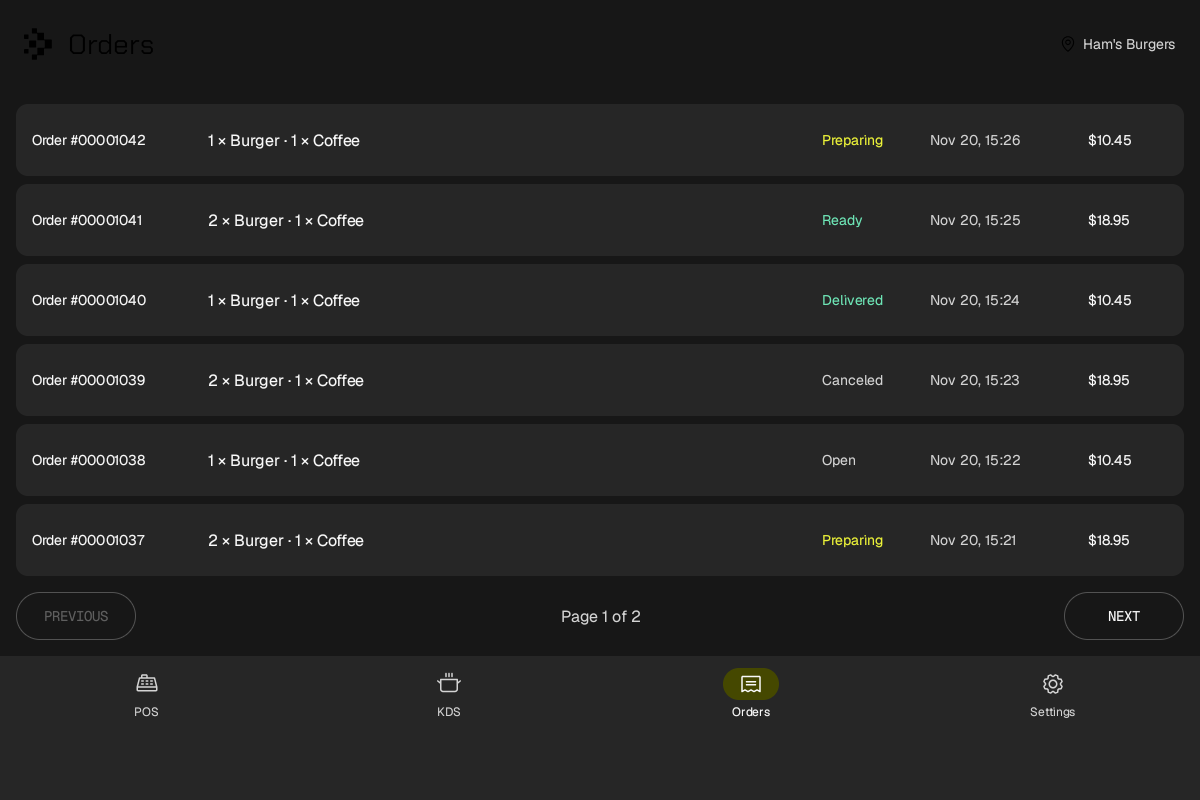 Orders
Ham's Burgers
Order #00001042 1 × Burger · 1 × Coffee Preparing Nov 20, 15:26 $10.45
Order #00001041 2 × Burger · 1 × Coffee Ready Nov 20, 15:25 $18.95
Order #00001040 1 × Burger · 1 × Coffee Delivered Nov 20, 15:24 $10.45
Order #00001039 2 × Burger · 1 × Coffee Canceled Nov 20, 15:23 $18.95
Order #00001038 1 × Burger · 1 × Coffee Open Nov 20, 15:22 $10.45
Order #00001037 2 × Burger · 1 × Coffee Preparing Nov 20, 15:21 $18.95
PREVIOUS Page 1 of 2 NEXT
POS KDS Orders Settings